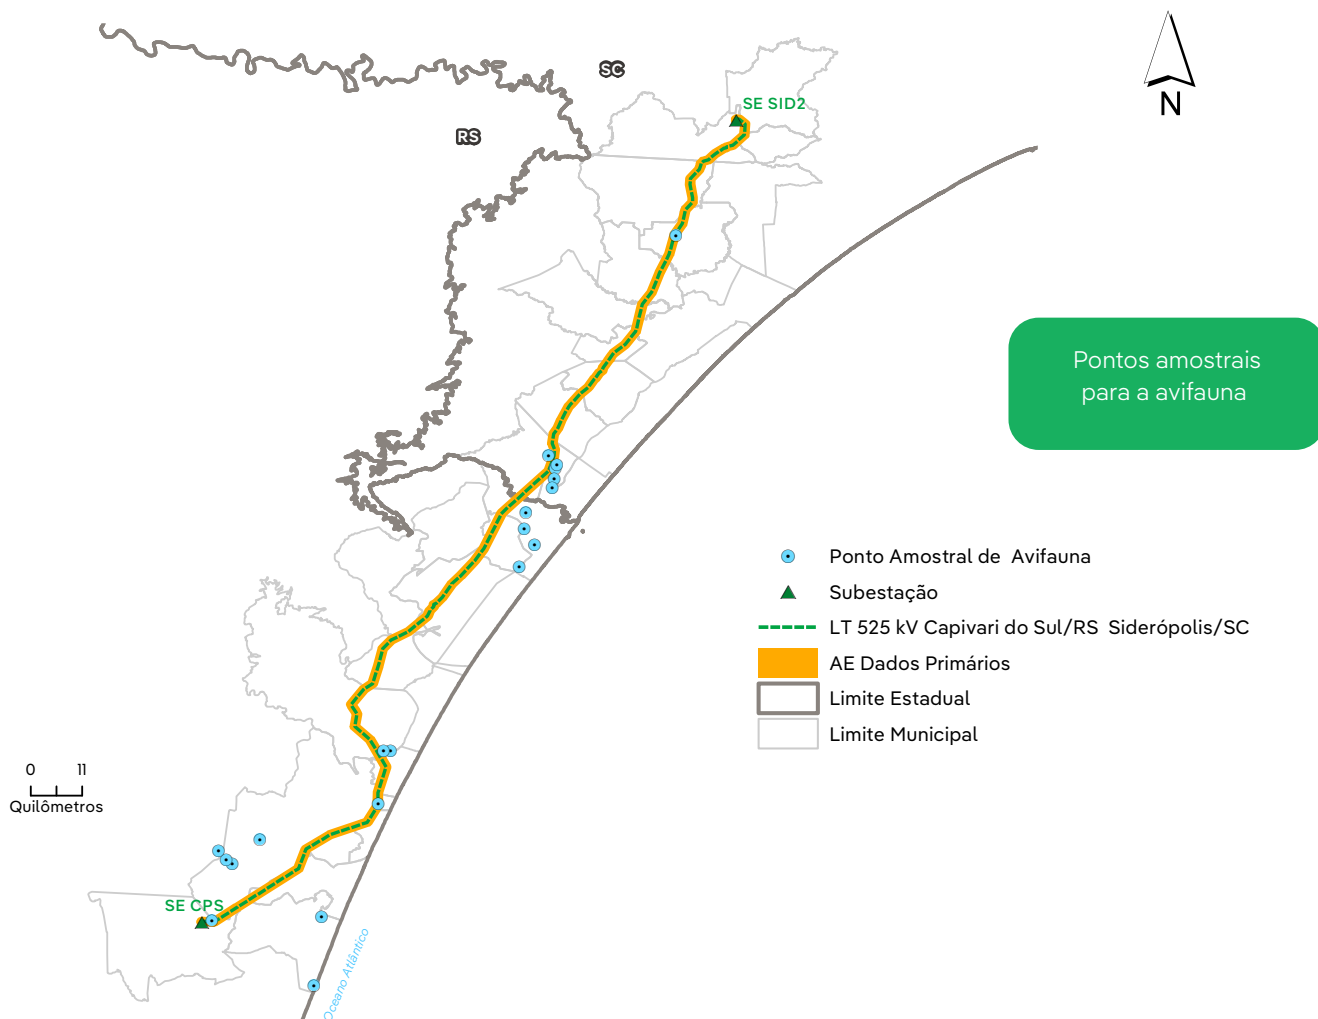 SC
N
SE SID2
RS
Pontos amostrais
para a avifauna
Ponto Amostral de Avifauna
Subestação
LT 525 kV Capivari do Sul/RS Siderópolis/SC
AE Dados Primários
Limite Estadual
Limite Municipal
0 11
Quilômetros
SE CPS
Oceano Atlântico